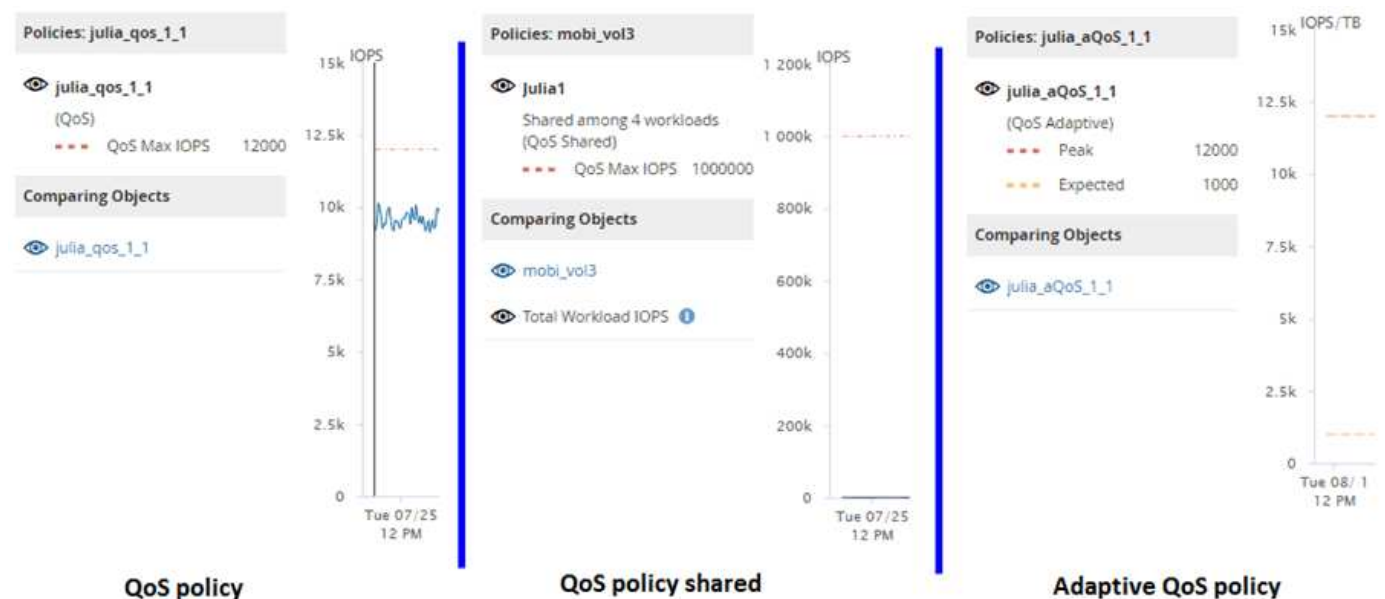 Policies: julia_qos_1_1
julia_qos_1_1
(QoS)
QoS Max IOPS 12000
Comparing Objects
julia_qos_1_1
IOPS
15k
12.5k
10k
7.5k
5k
2.5k
0
Tue 07/25
12 PM
QoS policy
Policies: mobi_vol3
Julia1
Shared among 4 workloads
(QoS Shared)
QoS Max IOPS 1000000
Comparing Objects
mobi_vol3
Total Workload IOPS
IOPS
1 200k
1 000k
800k
600k
400k
200k
0
Tue 07/25
12 PM
QoS policy shared
Policies: julia_aQoS_1_1
julia_aQoS_1_1
(QoS Adaptive)
Peak 12000
Expected 1000
Comparing Objects
julia_aQoS_1_1
IOPS/TB
15k
12.5k
10k
7.5k
5k
2.5k
0
Tue 08/ 1
12 PM
Adaptive QoS policy